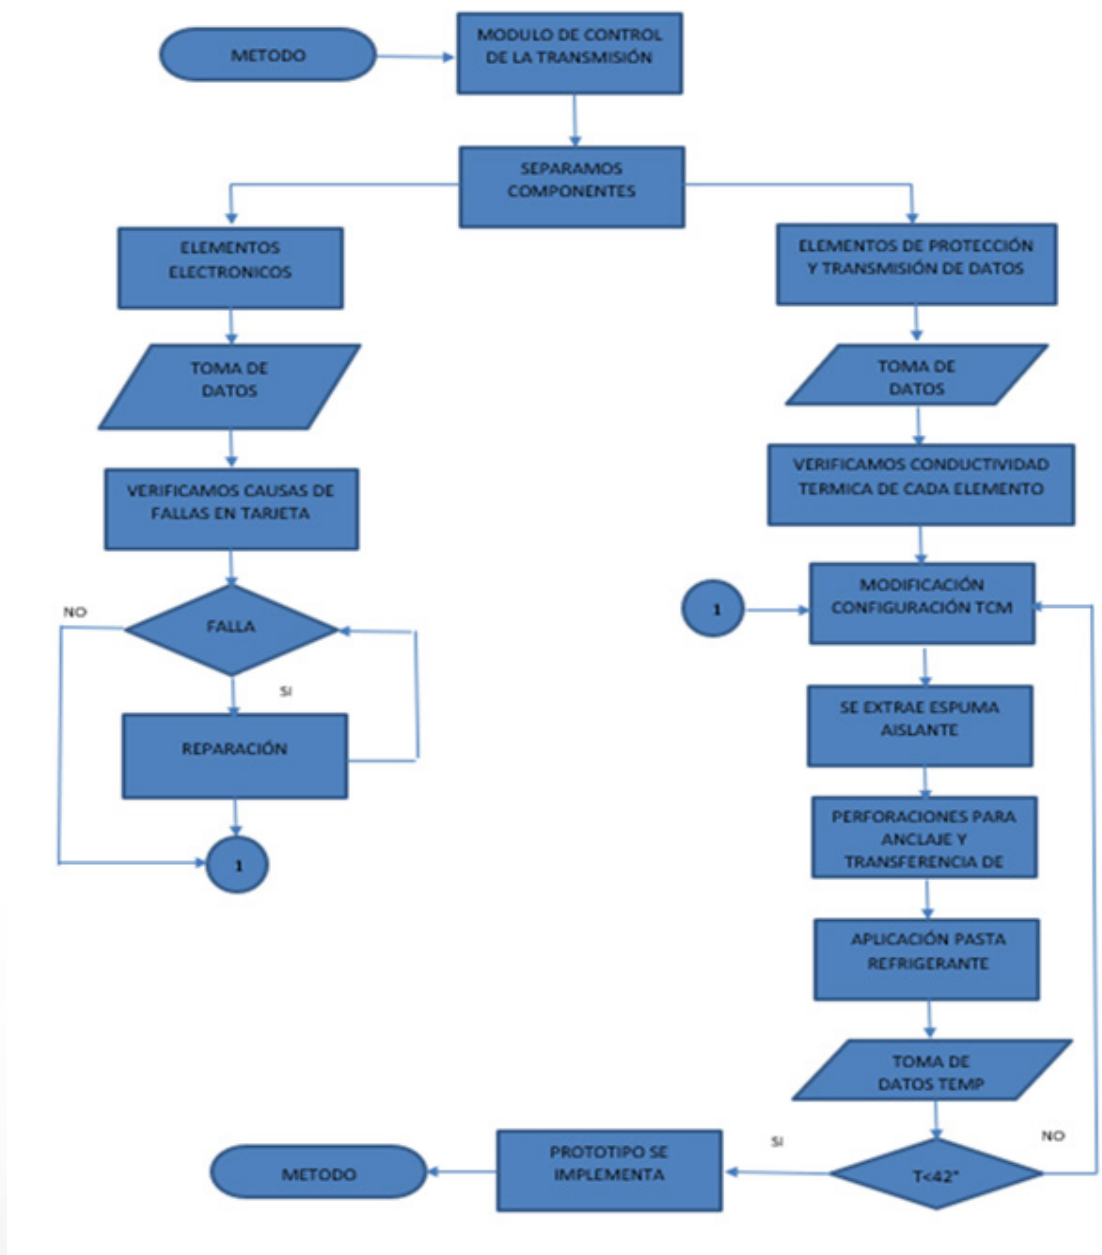 METODO
MODULO DE CONTROL
DE LA TRANSMISIÓN
SEPARAMOS
COMPONENTES
ELEMENTOS
ELECTRONICOS
TOMA DE
DATOS
VERIFICAMOS CAUSAS DE
FALLAS EN TARJETA
FALLA
NO
SI
REPARACIÓN
1
ELEMENTOS DE PROTECCIÓN
Y TRANSMISIÓN DE DATOS
TOMA DE
DATOS
VERIFICAMOS CONDUCTIVIDAD
TERMICA DE CADA ELEMENTO
1
MODIFICACIÓN
CONFIGURACIÓN TCM
SE EXTRAE ESPUMA
AISLANTE
PERFORACIONES PARA
ANCLAJE Y
TRANSFERENCIA DE
APLICACIÓN PASTA
REFRIGERANTE
TOMA DE
DATOS TEMP
T<42°
NO
SI
PROTOTIPO SE
IMPLEMENTA
METODO